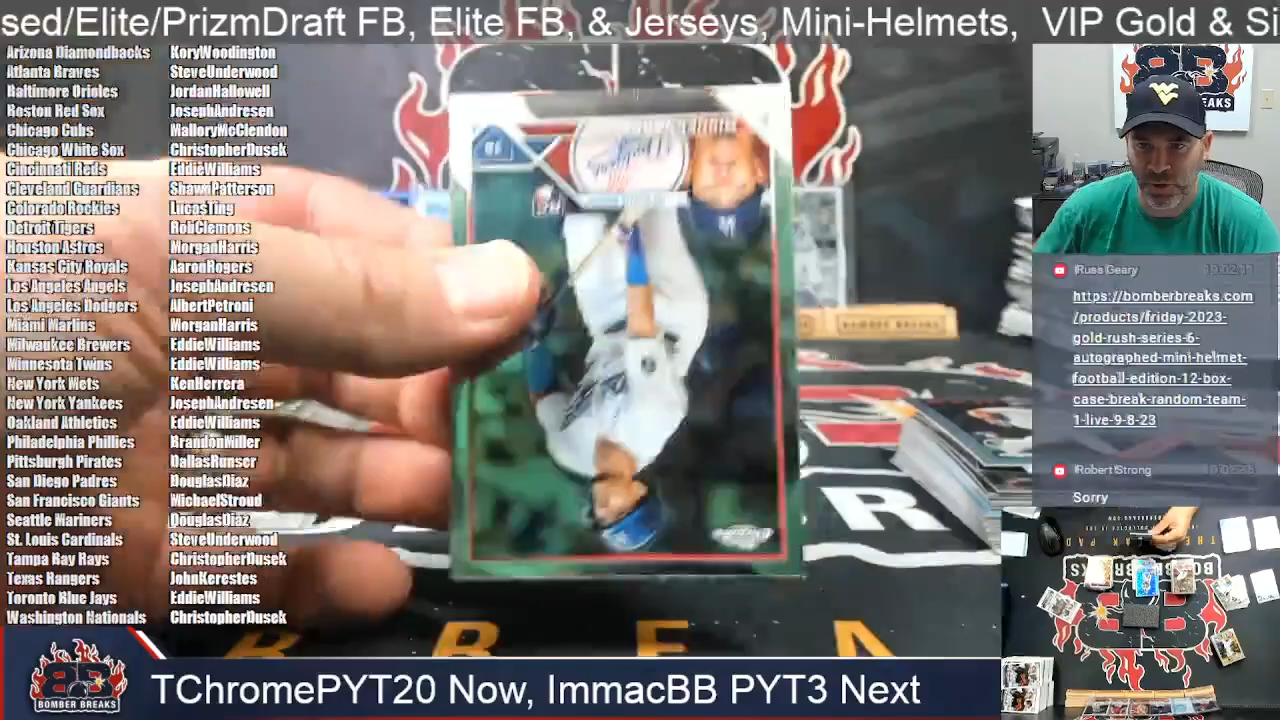 sed/Elite/PrizmDraft FB, Elite FB, & Jerseys, Mini-Helmets, VIP Gold & Si
Arizona Diamondbacks KoryWoodington
Atlanta Braves SteveUnderwood
Baltimore Orioles JordanHallowell
Boston Red Sox JosephAndresen
Chicago Cubs MalloryMcClendon
Chicago White Sox ChristopherDusek
Cincinnati Reds EddieWilliams
Cleveland Guardians ShawnPatterson
Colorado Rockies LucasTing
Detroit Tigers RobClemons
Houston Astros MorganHarris
Kansas City Royals AaronRogers
Los Angeles Angels JosephAndresen
Los Angeles Dodgers AlbertPetroni
Miami Marlins MorganHarris
Milwaukee Brewers EddieWilliams
Minnesota Twins EddieWilliams
New York Mets KenHerrera
New York Yankees JosephAndresen
Oakland Athletics EddieWilliams
Philadelphia Phillies BrandonMiller
Pittsburgh Pirates DallasRunser
San Diego Padres DouglasDiaz
San Francisco Giants MichaelStroud
Seattle Mariners DouglasDiaz
St. Louis Cardinals SteveUnderwood
Tampa Bay Rays ChristopherDusek
Texas Rangers JohnKerestes
Toronto Blue Jays EddieWilliams
Washington Nationals ChristopherDusek
Dodgers
BOMBER BREAKS
R
B R E A
BREAKS
Russ Geary
https://bomberbreaks.com
/products/friday-2023-
gold-rush-series-6-
autographed-mini-helmet-
football-edition-12-box-
case-break-random-team-
1-live-9-8-23
Robert Strong
Sorry
BOMBER BREAKS
TChromePYT20 Now, ImmacBB PYT3 Next